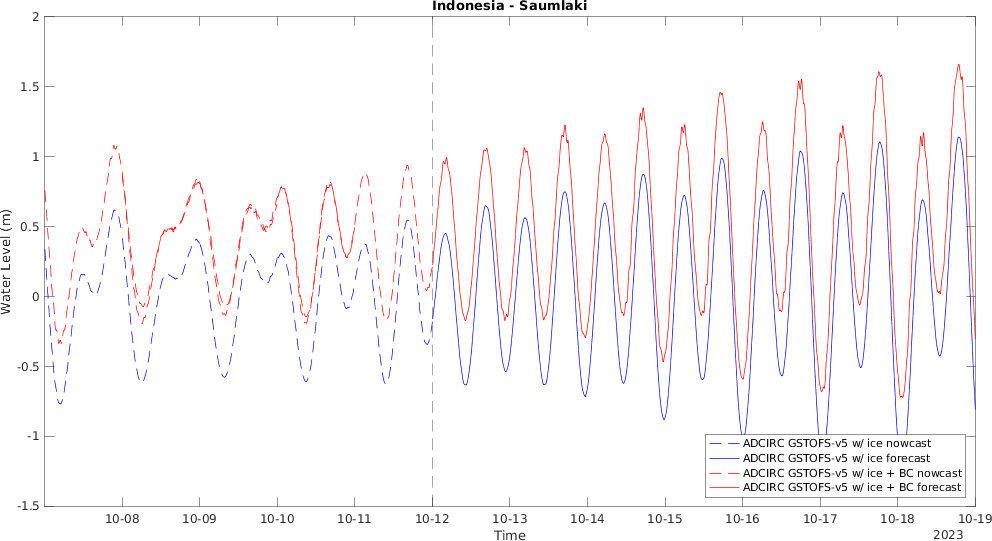 Indonesia - Saumlaki
Water Level (m)
2
1.5
1
0.5
0
-0.5
-1
-1.5
ADCIRC GSTOFS-v5 w/ ice nowcast
ADCIRC GSTOFS-v5 w/ ice forecast
ADCIRC GSTOFS-v5 w/ ice + BC nowcast
ADCIRC GSTOFS-v5 w/ ice + BC forecast
10-08 10-09 10-10 10-11 10-12 10-13 10-14 10-15 10-16 10-17 10-18 10-19
Time
2023